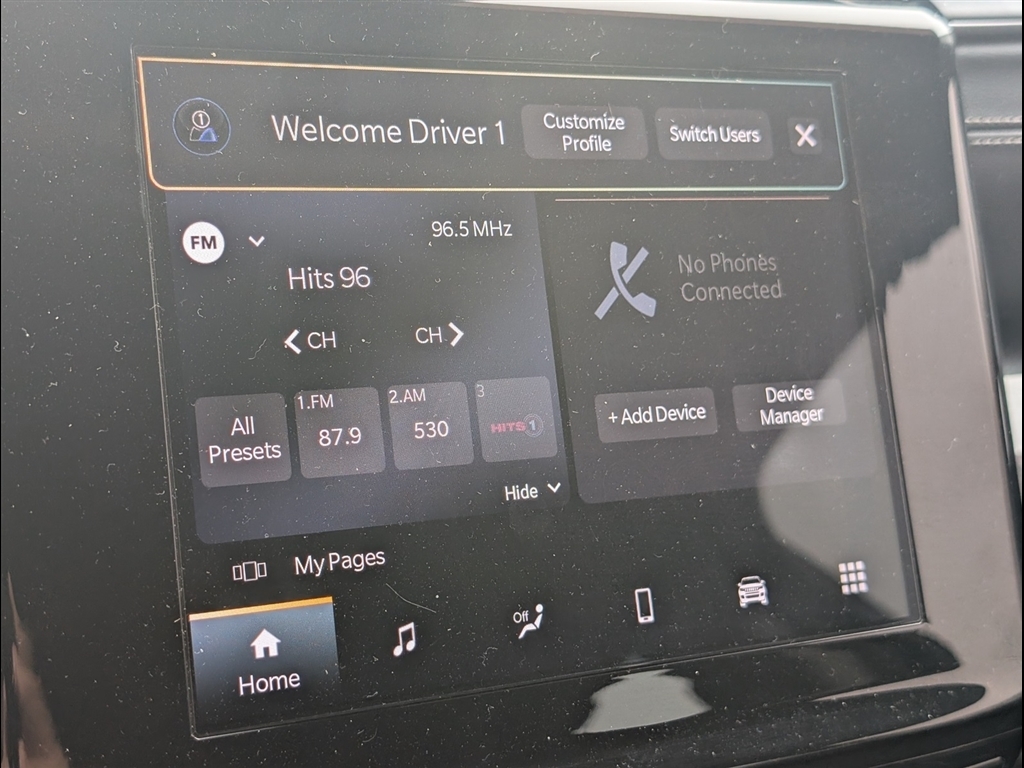 1
Welcome Driver 1
Customize
Profile
Switch Users
FM
96.5 MHz
Hits 96
CH
CH
No Phones
Connected
All
Presets
1.FM
87.9
2.AM
530
3
HITS 1
+ Add Device
Device
Manager
Hide
My Pages
Off
Home